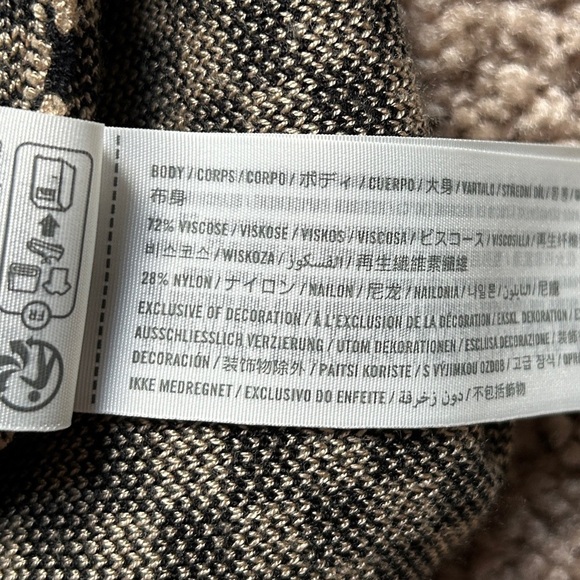 BODY / CORPS / CORPO / ボディ / CUERPO / 大身 / VARTALO / STŘEDNÍ DÍL /
布身
72% VISCOSE / VISKOSE / VISKOS / VISCOSA / ビスコース / VISCOSILLA / 再生纤维
비스코스 / WISKOZA / الفسكوز / 再生纖維素纖維
28% NYLON / ナイロン / NAILON / 尼龙 / NAILONIA / 나일론 / النايلون / 尼龍
EXCLUSIVE OF DECORATION / À L'EXCLUSION DE LA DÉCORATION / EXSKL. DEKORATION /
AUSSCHLIESSLICH VERZIERUNG / UTOM DEKORATIONEN / ESCLUSA DECORAZIONE / 装飾
DECORACIÓN / 装饰物除外 / PAITSI KORISTE / S VÝJIMKOU OZDOB / 고급 장식 /
IKKE MEDREGNET / EXCLUSIVO DO ENFEITE / دون زخرفة / 不包括飾物
FR